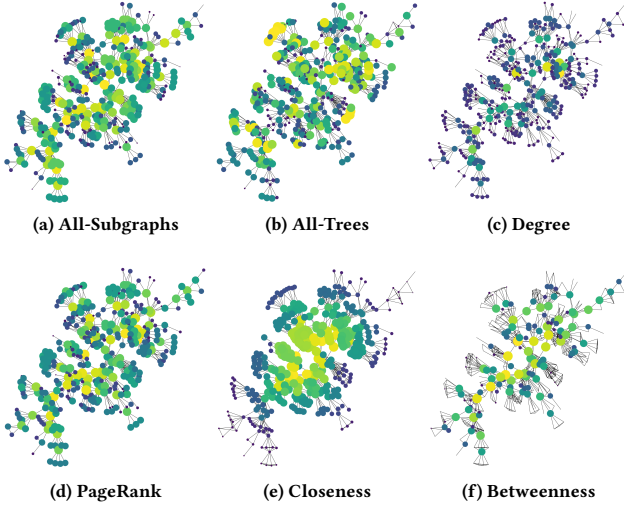 (a) All-Subgraphs
(b) All-Trees
(c) Degree
(d) PageRank
(e) Closeness
(f) Betweenness